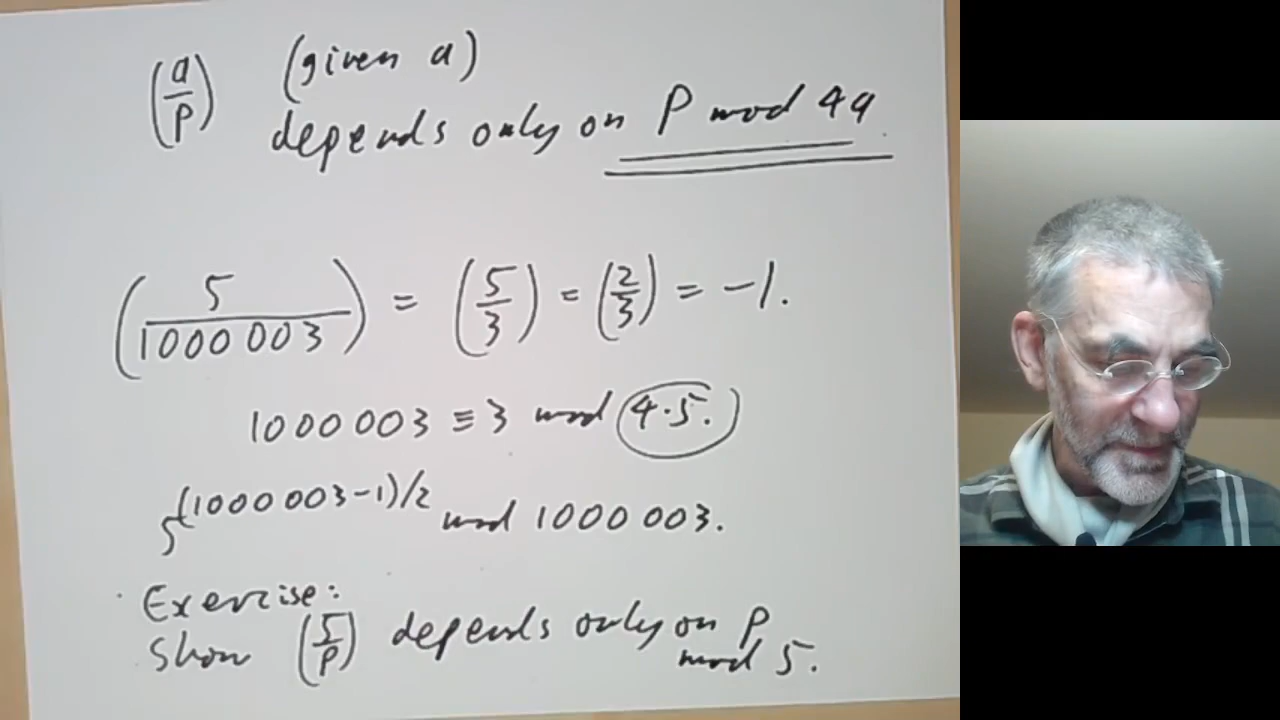 (a/p) (given a)
depends only on p mod 4a.
(5/1000003) = (5/3) = (2/3) = -1.
1000003 ≡ 3 mod 4·5.
5^(1000003-1)/2 mod 1000003.
Exercise:
Show (5/p) depends only on p
mod 5.